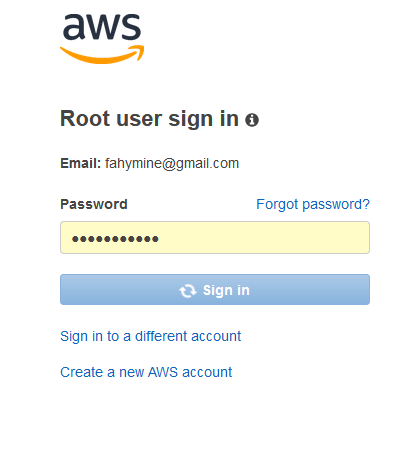 aws
Root user sign in
Email: fahymine@gmail.com
Password Forgot password?
●●●●●●●●●●●
Sign in
Sign in to a different account
Create a new AWS account